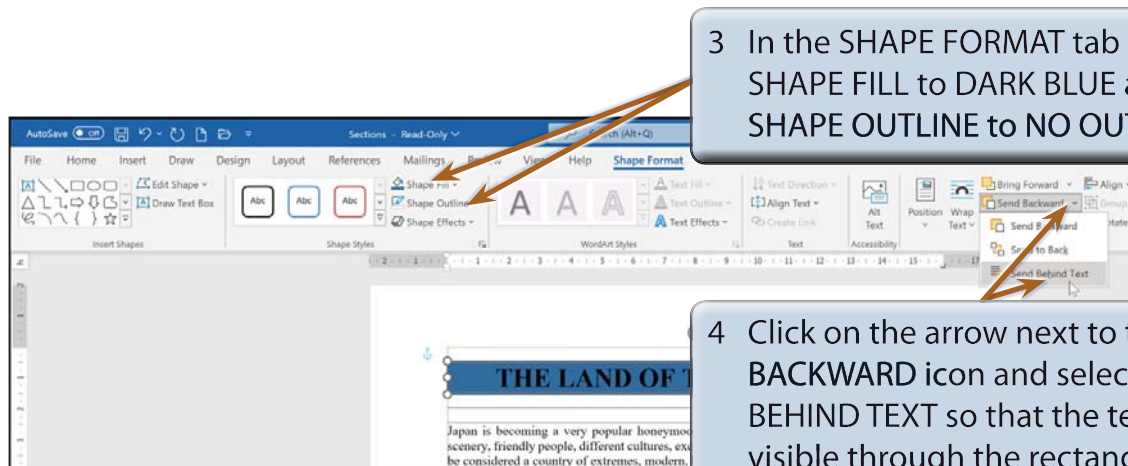 3 In the SHAPE FORMAT tab
SHAPE FILL to DARK BLUE
SHAPE OUTLINE to NO
AutoSave Off
Sections - Read-Only
Search (Alt+Q)
File Home Insert Draw Design Layout References Mailings Review View Help Shape Format
Edit Shape
Draw Text Box
Insert Shapes
Abc Abc Abc
Shape Fill
Shape Outline
Shape Effects
Shape Styles
A A A
Text Fill
Text Outline
Text Effects
WordArt Styles
Text Direction
Align Text
Create Link
Text
Alt Text
Accessibility
Position
Wrap Text
Bring Forward
Send Backward
Align
Group
Send Backward
Send to Back
Send Behind Text
4 Click on the arrow next to
BACKWARD icon and
BEHIND TEXT so that the
visible through the
THE LAND OF
Japan is becoming a very popular
scenery, friendly people, different cultures,
be considered a country of extremes, modern,